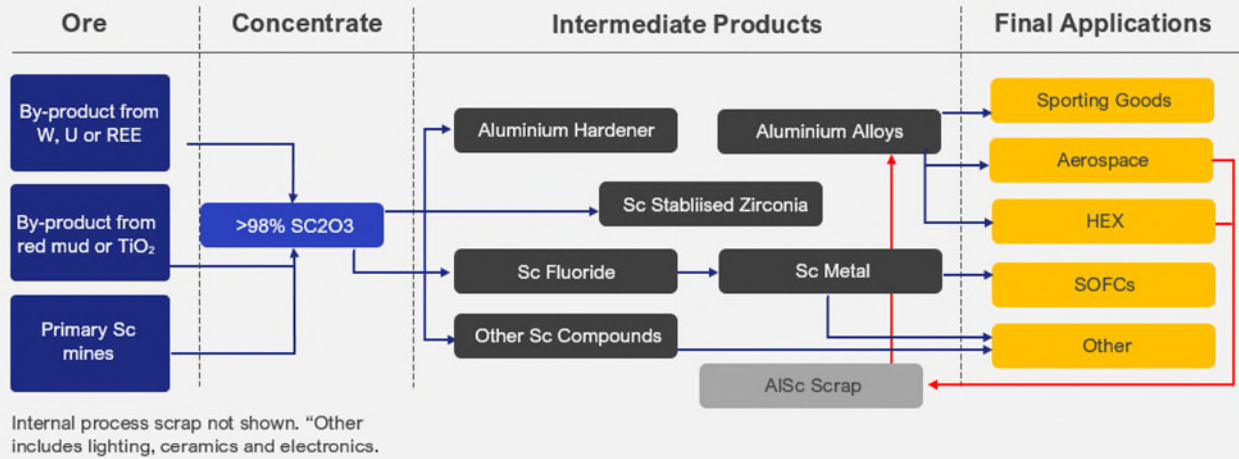 Ore
Concentrate
Intermediate Products
Final Applications
By-product from
W, U or REE
By-product from
red mud or TiO₂
Primary Sc
mines
>98% SC2O3
Aluminium Hardener
Aluminium Alloys
Sc Stabliised Zirconia
Sc Fluoride
Sc Metal
Other Sc Compounds
AlSc Scrap
Sporting Goods
Aerospace
HEX
SOFCs
Other
Internal process scrap not shown. “Other
includes lighting, ceramics and electronics.